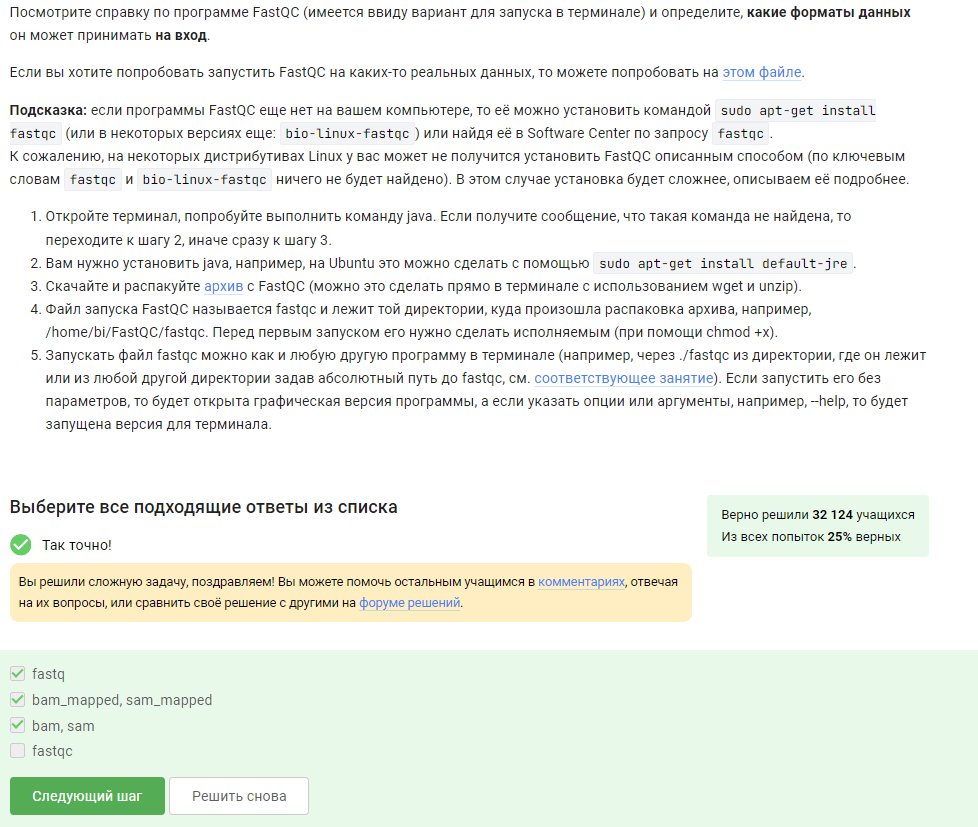 Посмотрите справку по программе FastQC (имеется ввиду вариант для запуска в терминале) и определите, какие форматы данных
он может принимать на вход.
Если вы хотите попробовать запустить FastQC на каких-то реальных данных, то можете попробовать на этом файле.
Подсказка: если программы FastQC еще нет на вашем компьютере, то её можно установить командой sudo apt-get install
fastqc (или в некоторых версиях еще: bio-linux-fastqc) или найдя её в Software Center по запросу fastqc.
К сожалению, на некоторых дистрибутивах Linux у вас может не получится установить FastQC описанным способом (по ключевым
словам fastqc и bio-linux-fastqc ничего не будет найдено). В этом случае установка будет сложнее, описываем её подробнее.
1. Откройте терминал, попробуйте выполнить команду java. Если получите сообщение, что такая команда не найдена, то
переходите к шагу 2, иначе сразу к шагу 3.
2. Вам нужно установить java, например, на Ubuntu это можно сделать с помощью sudo apt-get install default-jre.
3. Скачайте и распакуйте архив с FastQC (можно это сделать прямо в терминале с использованием wget и unzip).
4. Файл запуска FastQC называется fastqc и лежит той директории, куда произошла распаковка архива, например,
/home/bi/FastQC/fastqc. Перед первым запуском его нужно сделать исполняемым (при помощи chmod +x).
5. Запускать файл fastqc можно как и любую другую программу в терминале (например, через ./fastqc из директории, где он лежит
или из любой другой директории задав абсолютный путь до fastqc, см. соответствующее занятие). Если запустить его без
параметров, то будет открыта графическая версия программы, а если указать опции или аргументы, например, --help, то будет
запущена версия для терминала.
Выберите все подходящие ответы из списка
Верно решили 32 124 учащихся
Из всех попыток 25% верных
Так точно!
Вы решили сложную задачу, поздравляем! Вы можете помочь остальным учащимся в комментариях, отвечая
на их вопросы, или сравнить своё решение с другими на форуме решений.
fastq
bam_mapped, sam_mapped
bam, sam
fastqc
Следующий шаг
Решить снова